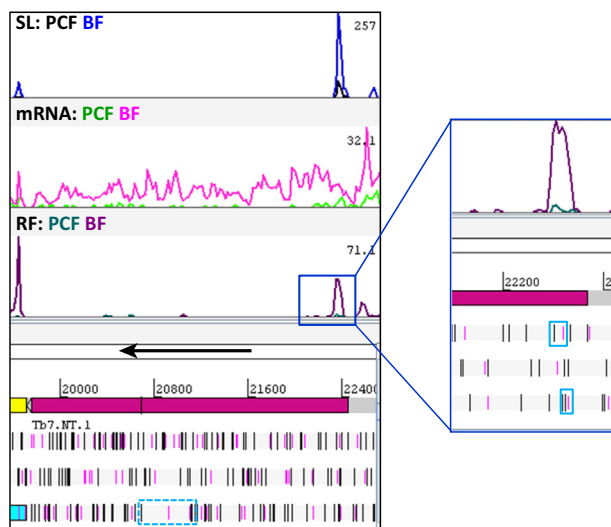 SL: PCF BF
257
mRNA: PCF BF
32.1
RF: PCF BF
71.1
22200
20000 20800 21600 22400
Tb7.NT.1